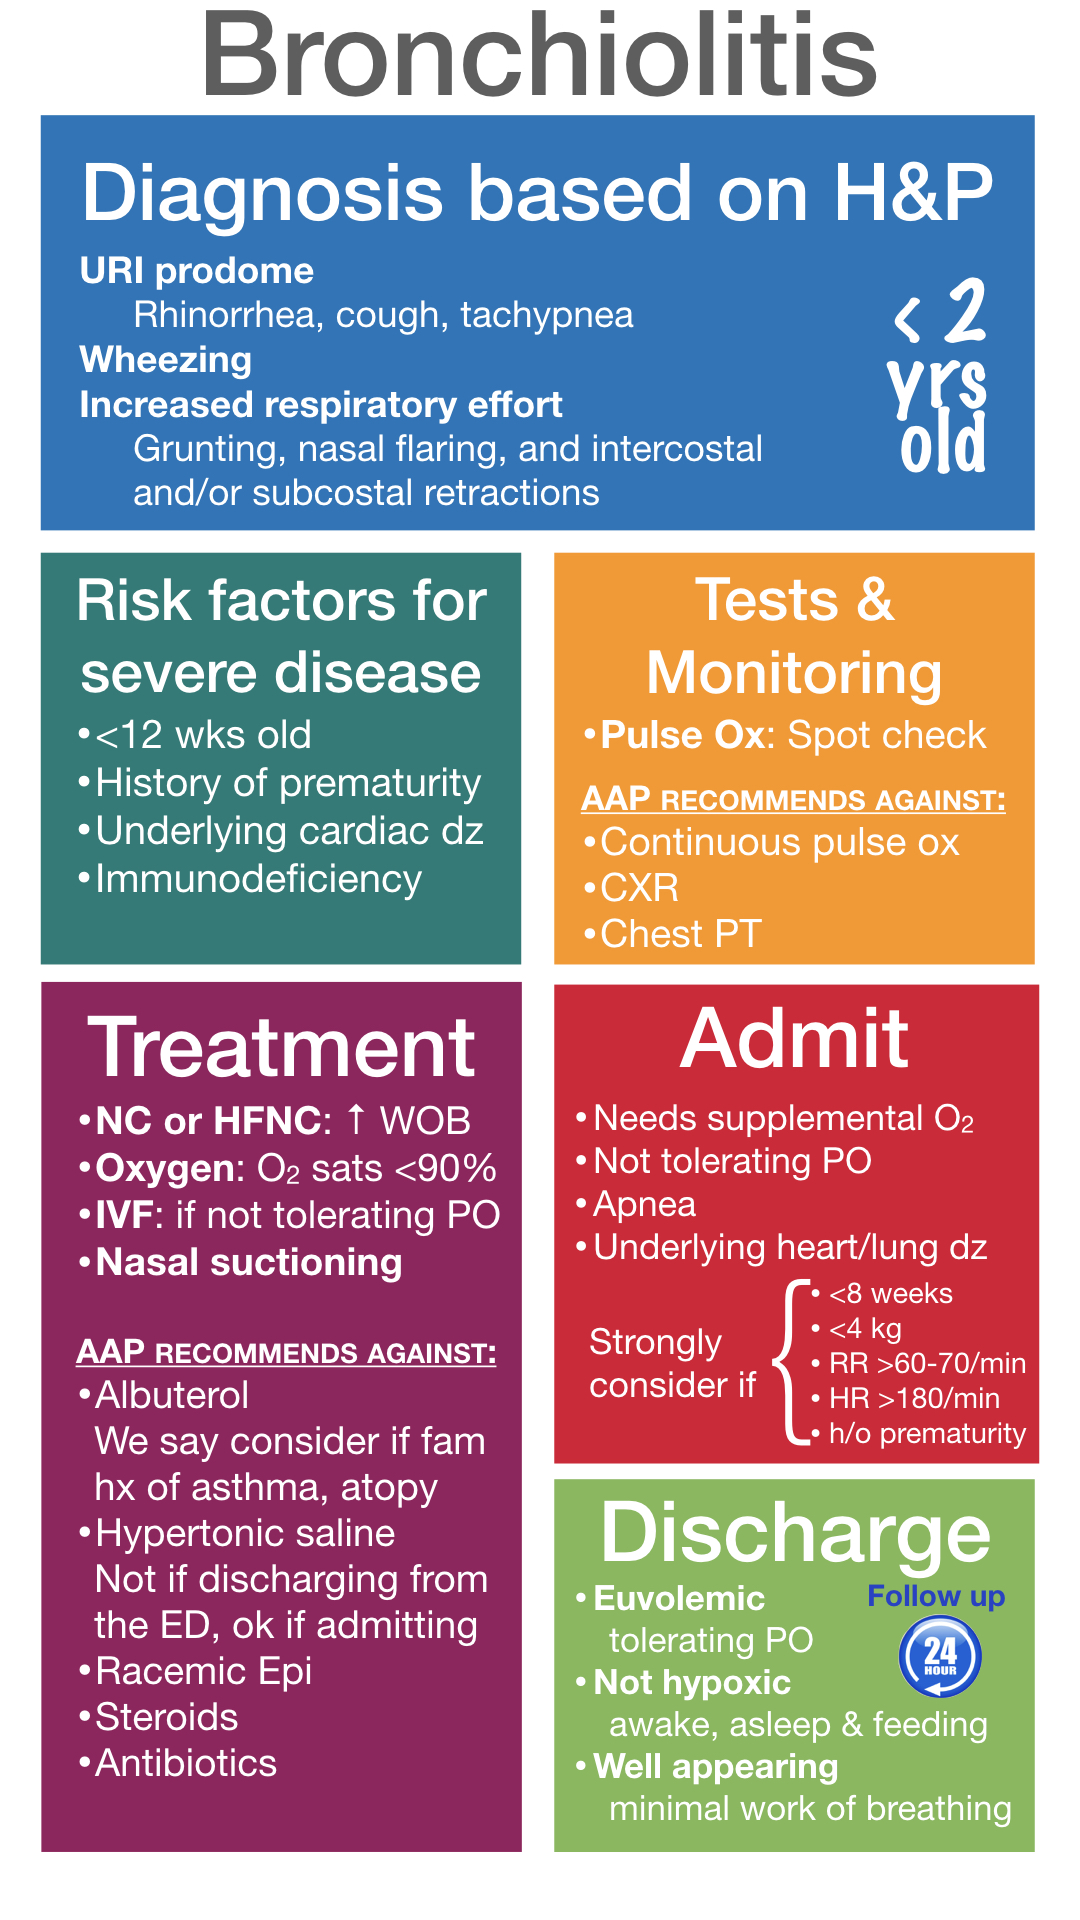 Bronchiolitis
Diagnosis based on H&P
URI prodome
Rhinorrhea, cough, tachypnea
Wheezing
Increased respiratory effort
Grunting, nasal flaring, and intercostal
and/or subcostal retractions
< 2
yrs
old
Risk factors for
severe disease
•<12 wks old
•History of prematurity
•Underlying cardiac dz
•Immunodeficiency
Tests &
Monitoring
•Pulse Ox: Spot check
AAP RECOMMENDS AGAINST:
•Continuous pulse ox
•CXR
•Chest PT
Treatment
•NC or HFNC: ↑ WOB
•Oxygen: O₂ sats <90%
•IVF: if not tolerating PO
•Nasal suctioning
AAP RECOMMENDS AGAINST:
•Albuterol
We say consider if fam
hx of asthma, atopy
•Hypertonic saline
Not if discharging from
the ED, ok if admitting
•Racemic Epi
•Steroids
•Antibiotics
Admit
•Needs supplemental O₂
•Not tolerating PO
•Apnea
•Underlying heart/lung dz
Strongly
consider if
• <8 weeks
• <4 kg
• RR >60-70/min
• HR >180/min
• h/o prematurity
Discharge
•Euvolemic
tolerating PO
•Not hypoxic
awake, asleep & feeding
•Well appearing
minimal work of breathing
Follow up
24
HOUR